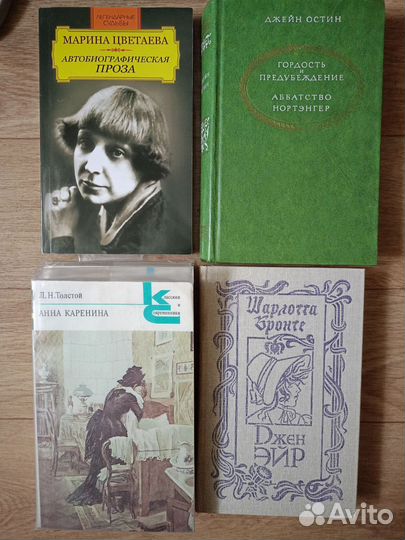 ЛЕГЕНДАРНЫЕ
СУДЬБЫ
МАРИНА ЦВЕТАЕВА
АВТОБИОГРАФИЧЕСКАЯ
ПРОЗА
ДЖЕЙН ОСТИН
ГОРДОСТЬ
И
ПРЕДУБЕЖДЕНИЕ
АББАТСТВО
НОРТЭНГЕР
Л.Н.Толстой
АННА КАРЕНИНА
Классики и
Современники
Шарлотта
Бронте
Джен
ЭЙР
Avito